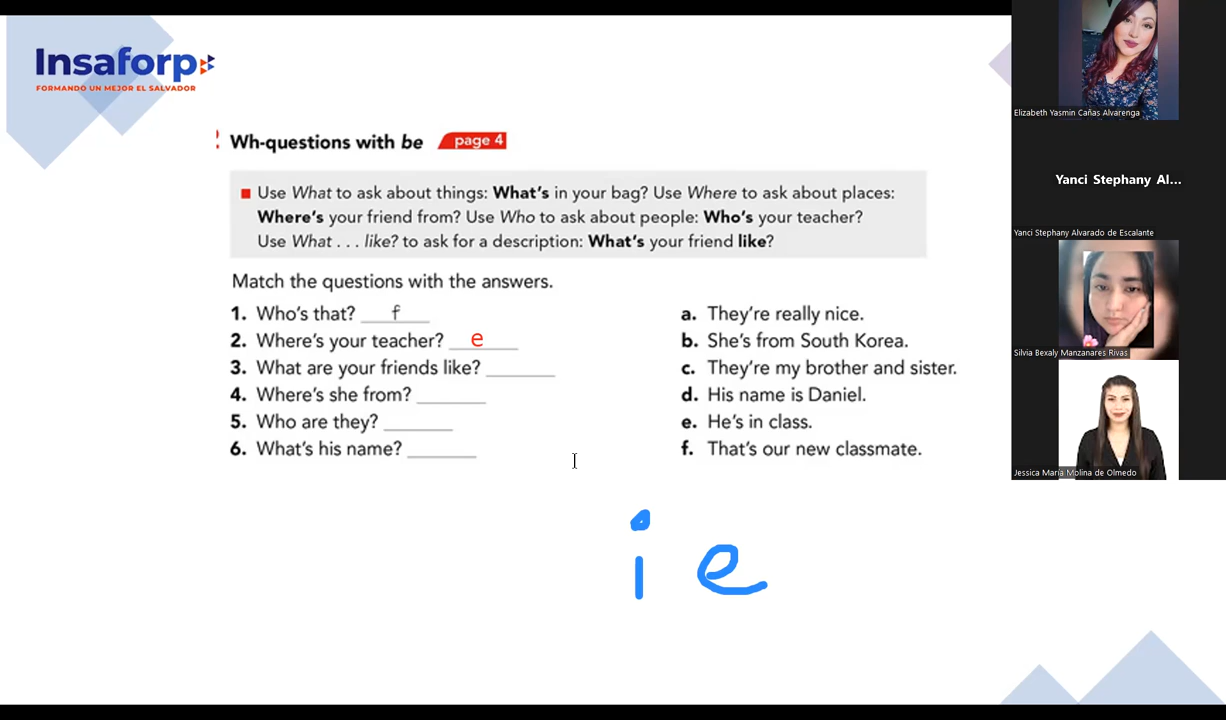 Insaforp
FORMANDO UN MEJOR EL SALVADOR
Wh-questions with be page 4
Use What to ask about things: What's in your bag? Use Where to ask about places:
Where's your friend from? Use Who to ask about people: Who's your teacher?
Use What . . . like? to ask for a description: What's your friend like?
Match the questions with the answers.
1. Who's that? f
2. Where's your teacher? e
3. What are your friends like? ______
4. Where's she from? ______
5. Who are they? ______
6. What's his name? ______
a. They're really nice.
b. She's from South Korea.
c. They're my brother and sister.
d. His name is Daniel.
e. He's in class.
f. That's our new classmate.
i e
Elizabeth Yasmin Cañas Alvarenga
Yanci Stephany Al...
Yanci Stephany Alvarado de Escalante
Silvia Bexaly Manzanares Rivas
Jessica Maria Molina de Olmedo